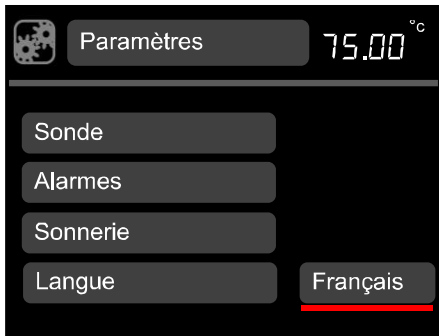 Paramètres 75.00 °c
Sonde
Alarmes
Sonnerie
Langue Français